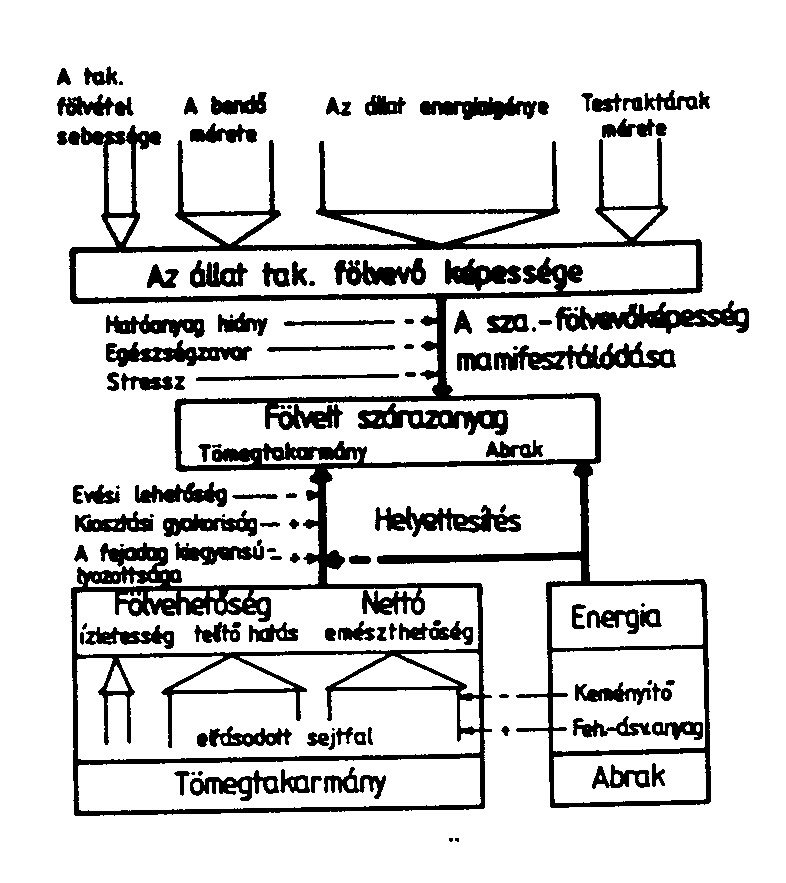 A tak.
fölvétel
sebessége
A bendő
mérete
Az állat energiaigénye
Testraktárak
mérete
Az állat tak. fölvevő képessége
Hatóanyag hiány
Egészségzavar
Stressz
A sza.-fölvevőképesség
mamifesztálódása
Fölvett szárazanyag
Tömegtakarmány Abrak
Evési lehetőség -
Kiosztási gyakoriság +
A fejadag kiegyensú- +
lyozottsága
Helyettesítés
Fölvehetőség Nettó
ízletesség telítő hatás emészthetőség
elfásodott sejtfal
Tömegtakarmány
Energia
- Keményítő
+ Feh.-ásv.anyag
Abrak